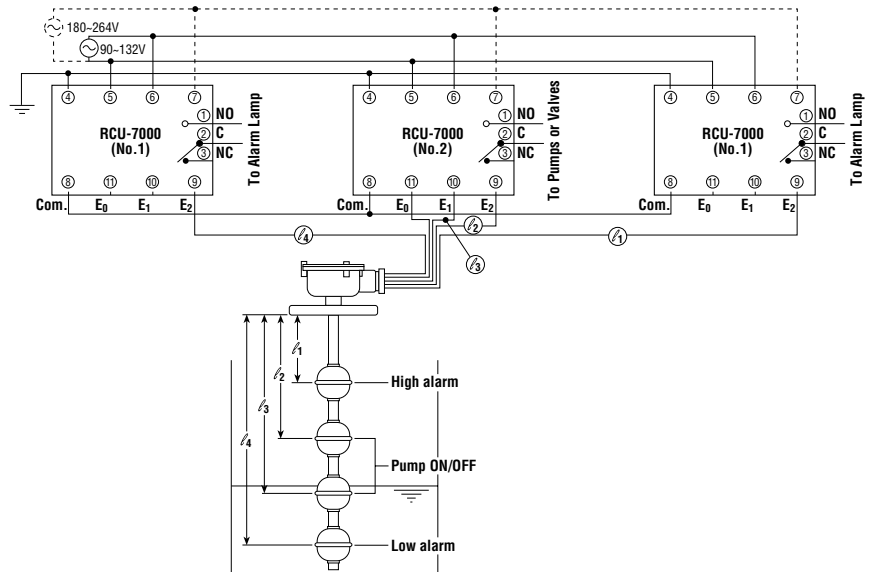 180~264V
90~132V
④ ⑤ ⑥ ⑦
RCU-7000
(No.1)
① NO
② C
③ NC
To Alarm Lamp
⑧ ⑪ ⑩ ⑨
Com. E₀ E₁ E₂
④ ⑤ ⑥ ⑦
RCU-7000
(No.2)
① NO
② C
③ NC
To Pumps or Valves
⑧ ⑪ ⑩ ⑨
Com. E₀ E₁ E₂
④ ⑤ ⑥ ⑦
RCU-7000
(No.1)
① NO
② C
③ NC
To Alarm Lamp
⑧ ⑪ ⑩ ⑨
Com. E₀ E₁ E₂
ℓ₄
ℓ₂
ℓ₁
ℓ₃
ℓ₁
ℓ₂
ℓ₃
ℓ₄
High alarm
Pump ON/OFF
Low alarm